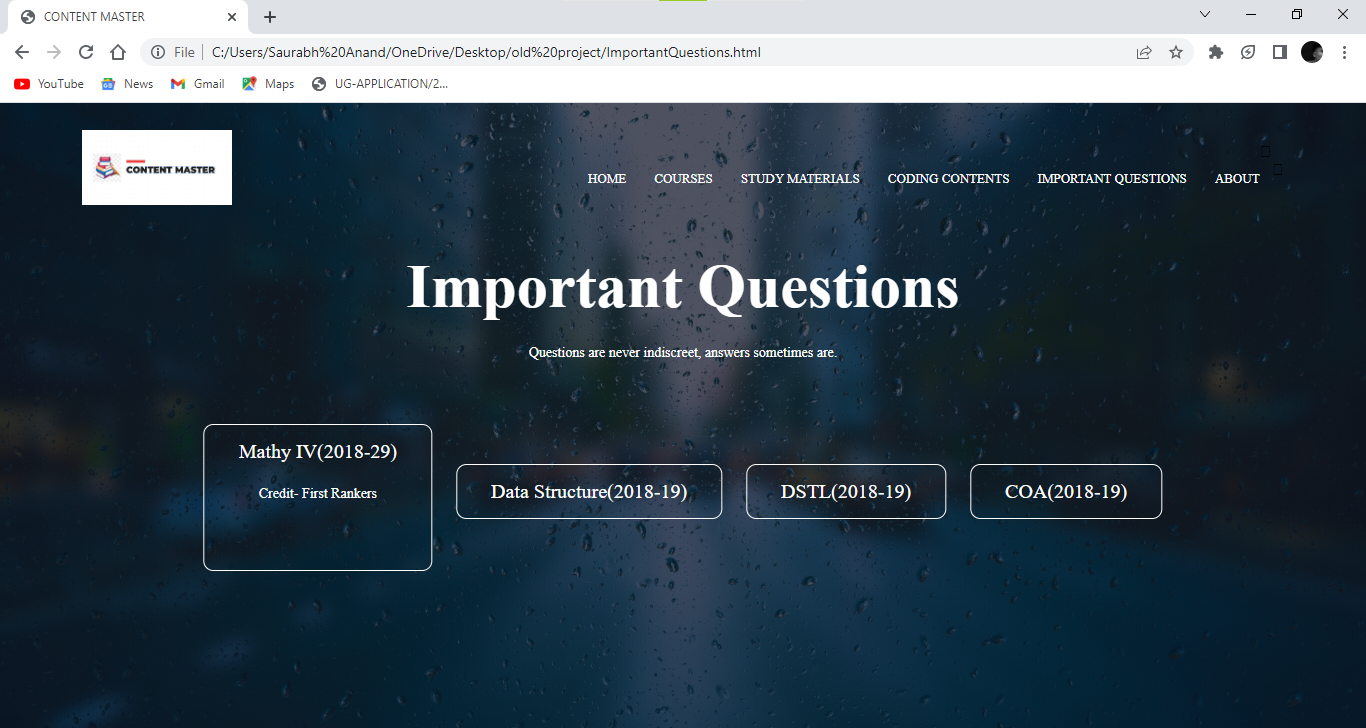 CONTENT MASTER
File C:/Users/Saurabh%20Anand/OneDrive/Desktop/old%20project/ImportantQuestions.html
YouTube News Gmail Maps UG-APPLICATION/2...
CONTENT MASTER
HOME COURSES STUDY MATERIALS CODING CONTENTS IMPORTANT QUESTIONS ABOUT
Important Questions
Questions are never indiscreet, answers sometimes are.
Mathy IV(2018-29)
Credit- First Rankers
Data Structure(2018-19)
DSTL(2018-19)
COA(2018-19)